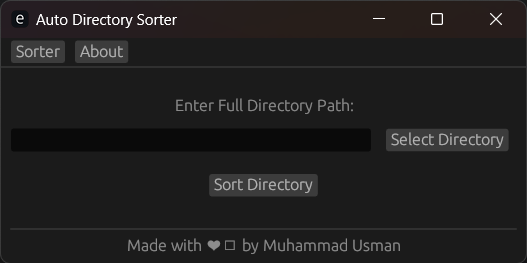 e Auto Directory Sorter
Sorter About
Enter Full Directory Path:
Select Directory
Sort Directory
Made with ❤□ by Muhammad Usman